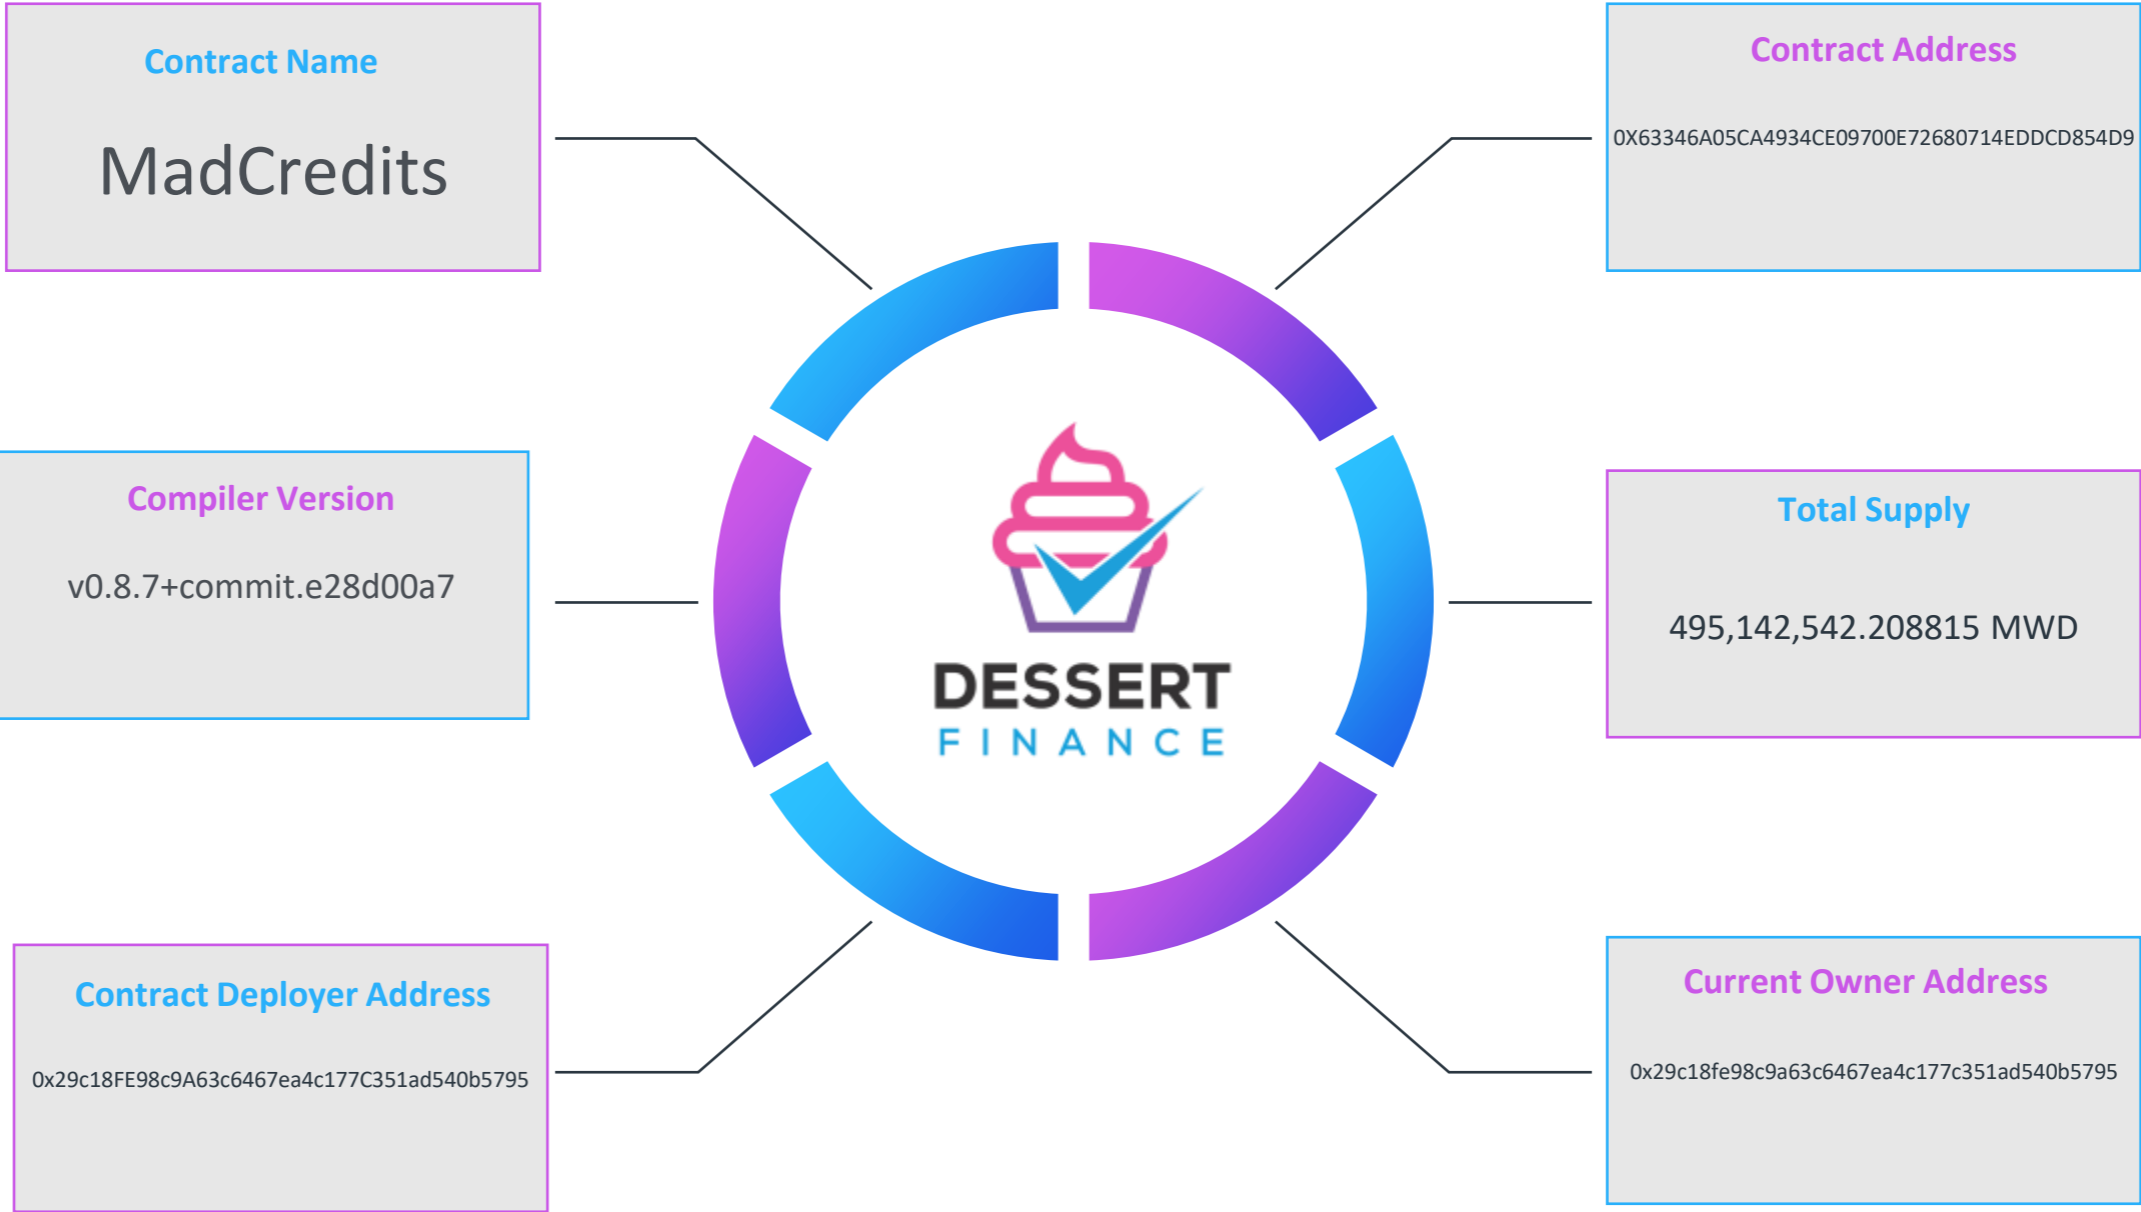 Contract Name
MadCredits
Contract Address
0X63346A05CA4934CE09700E72680714EDDCD854D9
Compiler Version
v0.8.7+commit.e28d00a7
DESSERT
FINANCE
Total Supply
495,142,542.208815 MWD
Contract Deployer Address
0x29c18FE98c9A63c6467ea4c177C351ad540b5795
Current Owner Address
0x29c18fe98c9a63c6467ea4c177c351ad540b5795